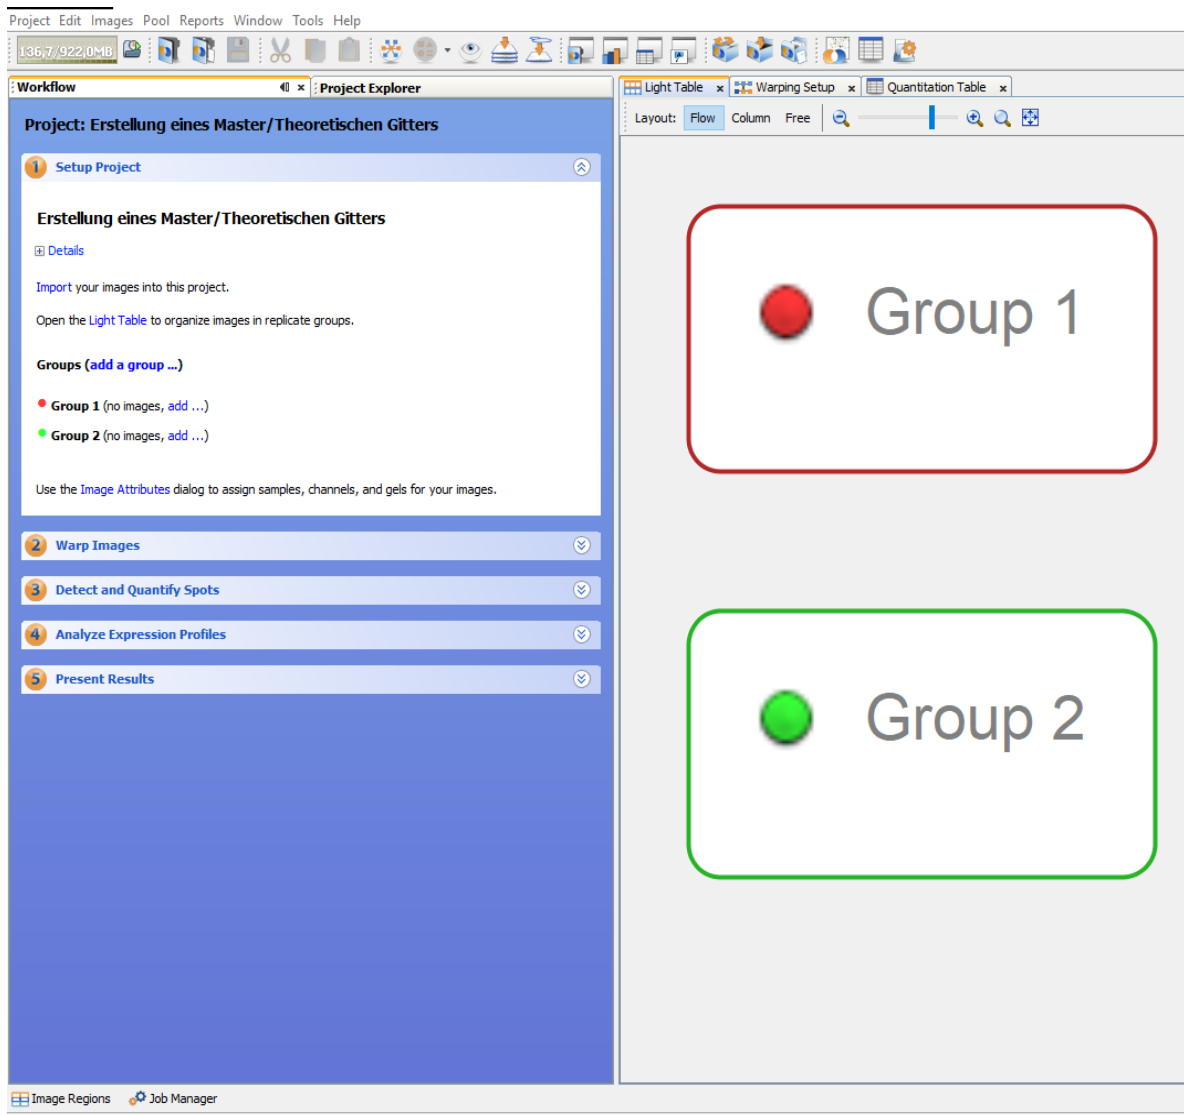 Project Edit Images Pool Reports Window Tools Help
136,7/922,0MB
Workflow
Project Explorer
Project: Erstellung eines Master/Theoretischen Gitters
1 Setup Project
Erstellung eines Master/Theoretischen Gitters
Details
Import your images into this project.
Open the Light Table to organize images in replicate groups.
Groups (add a group ...)
Group 1 (no images, add ...)
Group 2 (no images, add ...)
Use the Image Attributes dialog to assign samples, channels, and gels for your images.
2 Warp Images
3 Detect and Quantify Spots
4 Analyze Expression Profiles
5 Present Results
Light Table Warping Setup Quantitation Table
Layout: Flow Column Free
Group 1
Group 2
Image Regions Job Manager